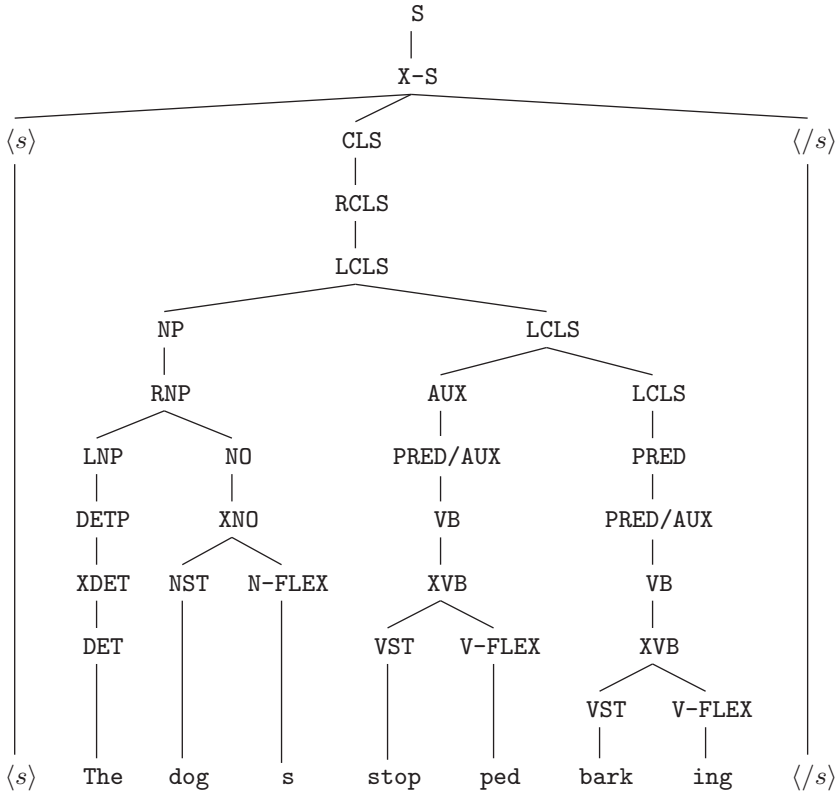 S
X-S
⟨s⟩ CLS ⟨/s⟩
RCLS
LCLS
NP LCLS
RNP AUX LCLS
LNP NO PRED/AUX PRED
DETP XNO VB PRED/AUX
XDET NST N-FLEX XVB VB
DET VST V-FLEX XVB
VST V-FLEX
⟨s⟩ The dog s stop ped bark ing ⟨/s⟩